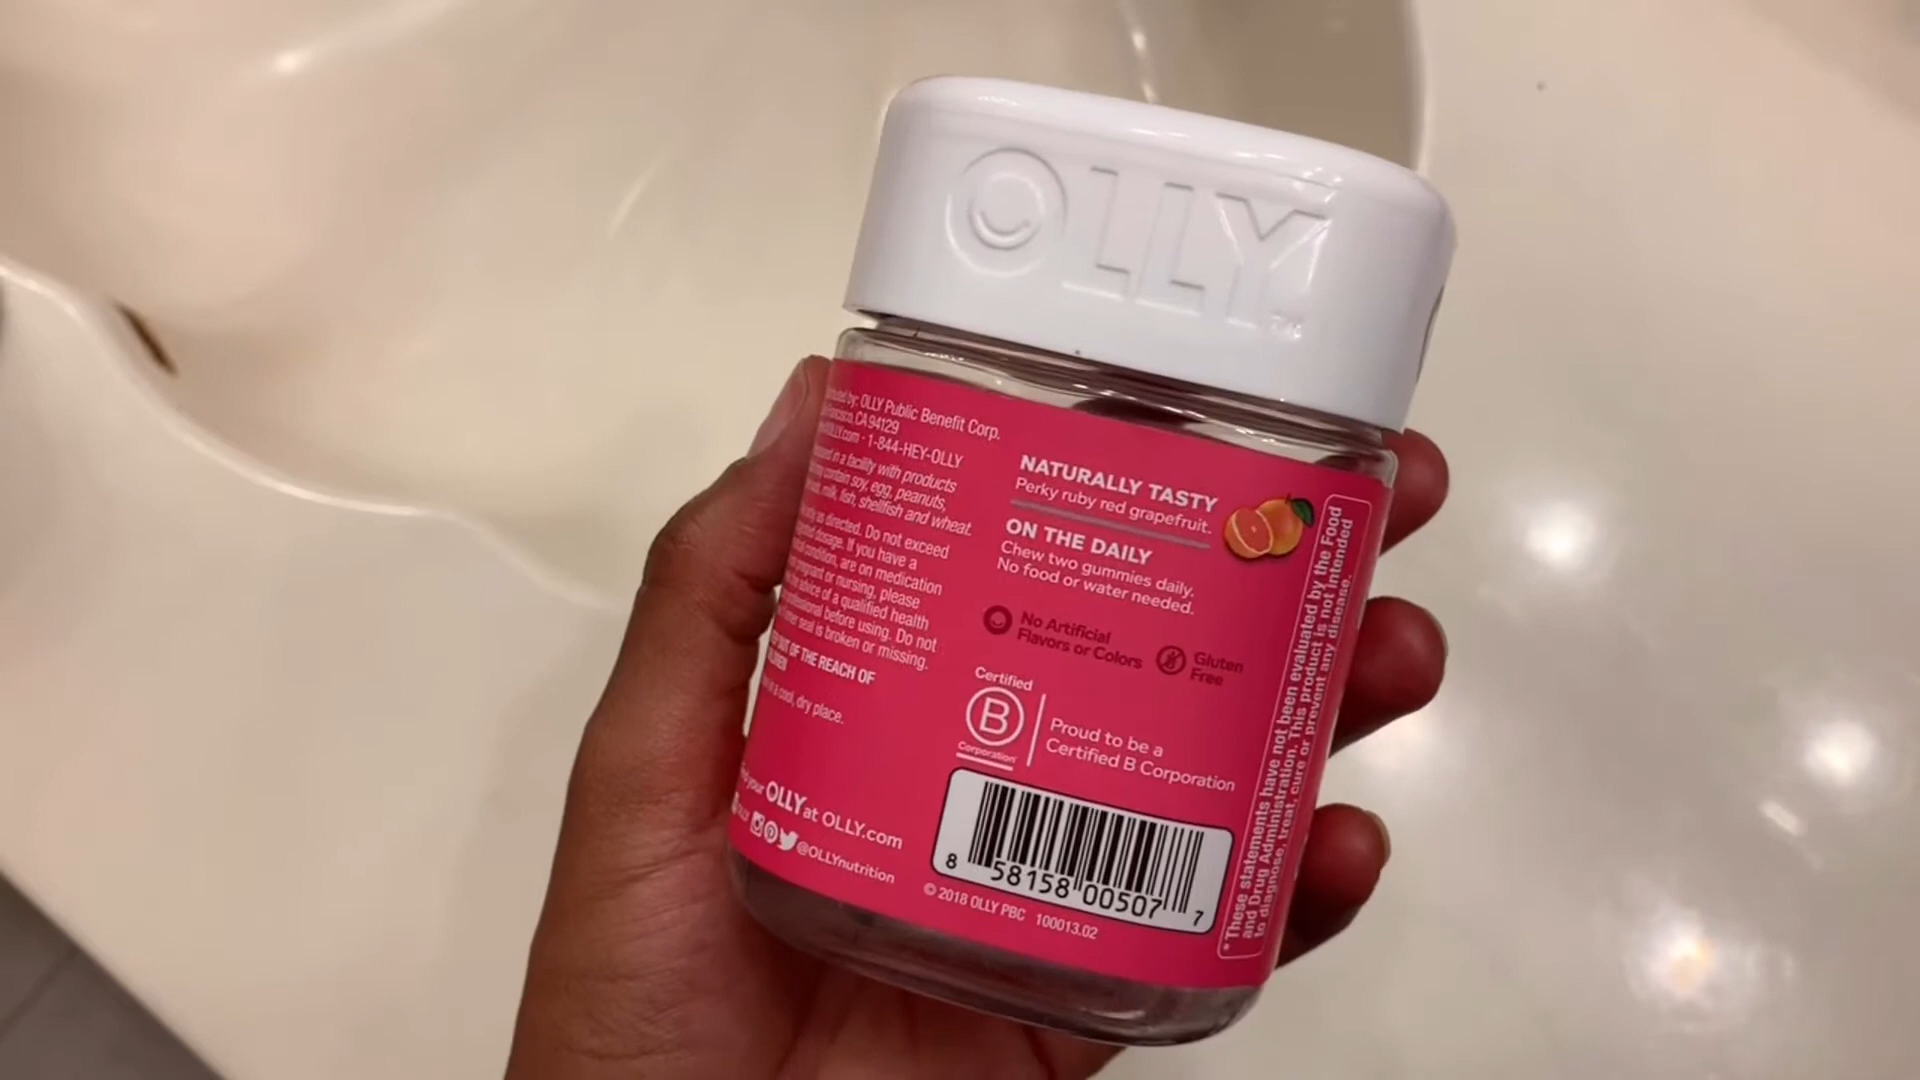 OLLY
OLLY Public Benefit Corp.
CA 94129
1-844-HEY-OLLY
in a facility with products
contain soy, egg, peanuts,
milk, fish, shellfish and wheat.
as directed. Do not exceed
dosage. If you have a
condition, are on medication
pregnant or nursing, please
advice of a qualified health
before using. Do not
seal is broken or missing.
OUT OF THE REACH OF
cool, dry place.
your OLLY at OLLY.com
@OLLYnutrition
NATURALLY TASTY
Perky ruby red grapefruit.
ON THE DAILY
Chew two gummies daily.
No food or water needed.
No Artificial
Flavors or Colors
Gluten
Free
Certified
B
Corporation
Proud to be a
Certified B Corporation
8 58158 00507 7
© 2018 OLLY PBC 100013.02
*These statements have not been evaluated by the Food
and Drug Administration. This product is not intended
to diagnose, treat, cure or prevent any disease.